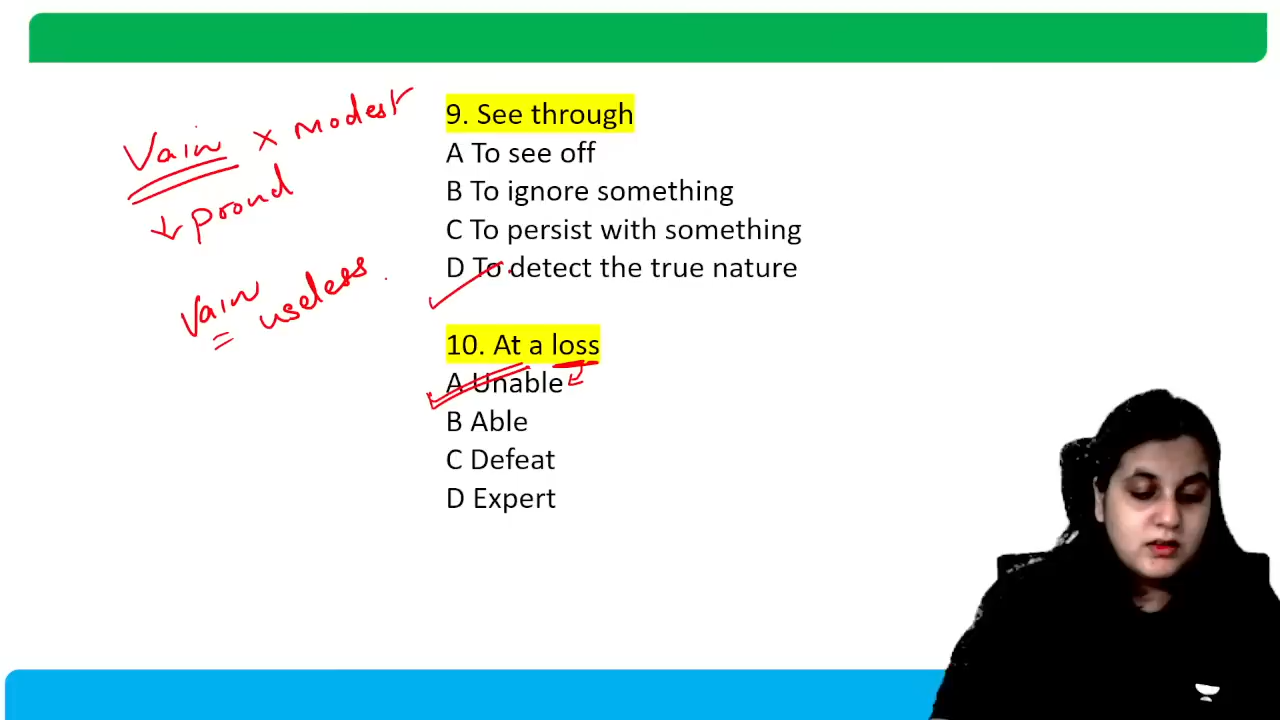 Vain × modest
↓ proud
Vain = useless.
9. See through
A To see off
B To ignore something
C To persist with something
D To detect the true nature
10. At a loss
A Unable
B Able
C Defeat
D Expert